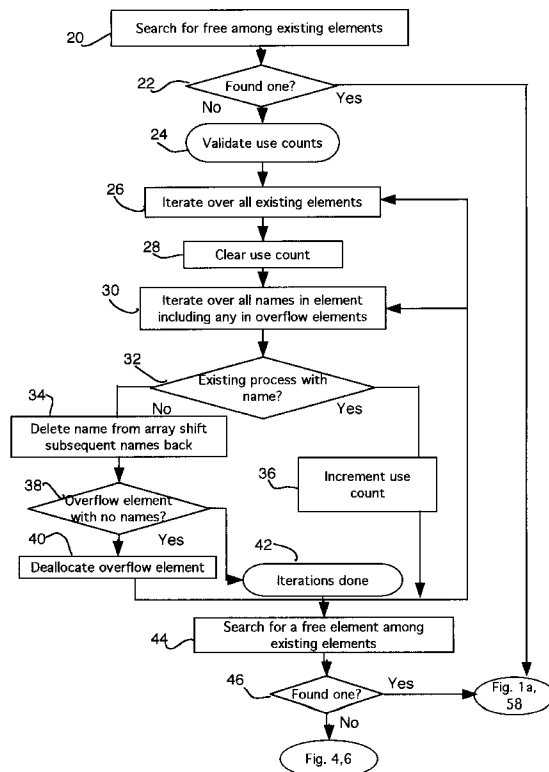 20
Search for free among existing elements
22
Found one?
No
Yes
24
Validate use counts
26
Iterate over all existing elements
28
Clear use count
30
Iterate over all names in element
including any in overflow elements
32
Existing process with
name?
34
No
Yes
Delete name from array shift
subsequent names back
36
Increment use
count
38
Overflow element
with no names?
Yes
40
Deallocate overflow element
42
Iterations done
44
Search for a free element among
existing elements
46
Found one?
Yes
Fig. 1a,
58
No
Fig. 4,6